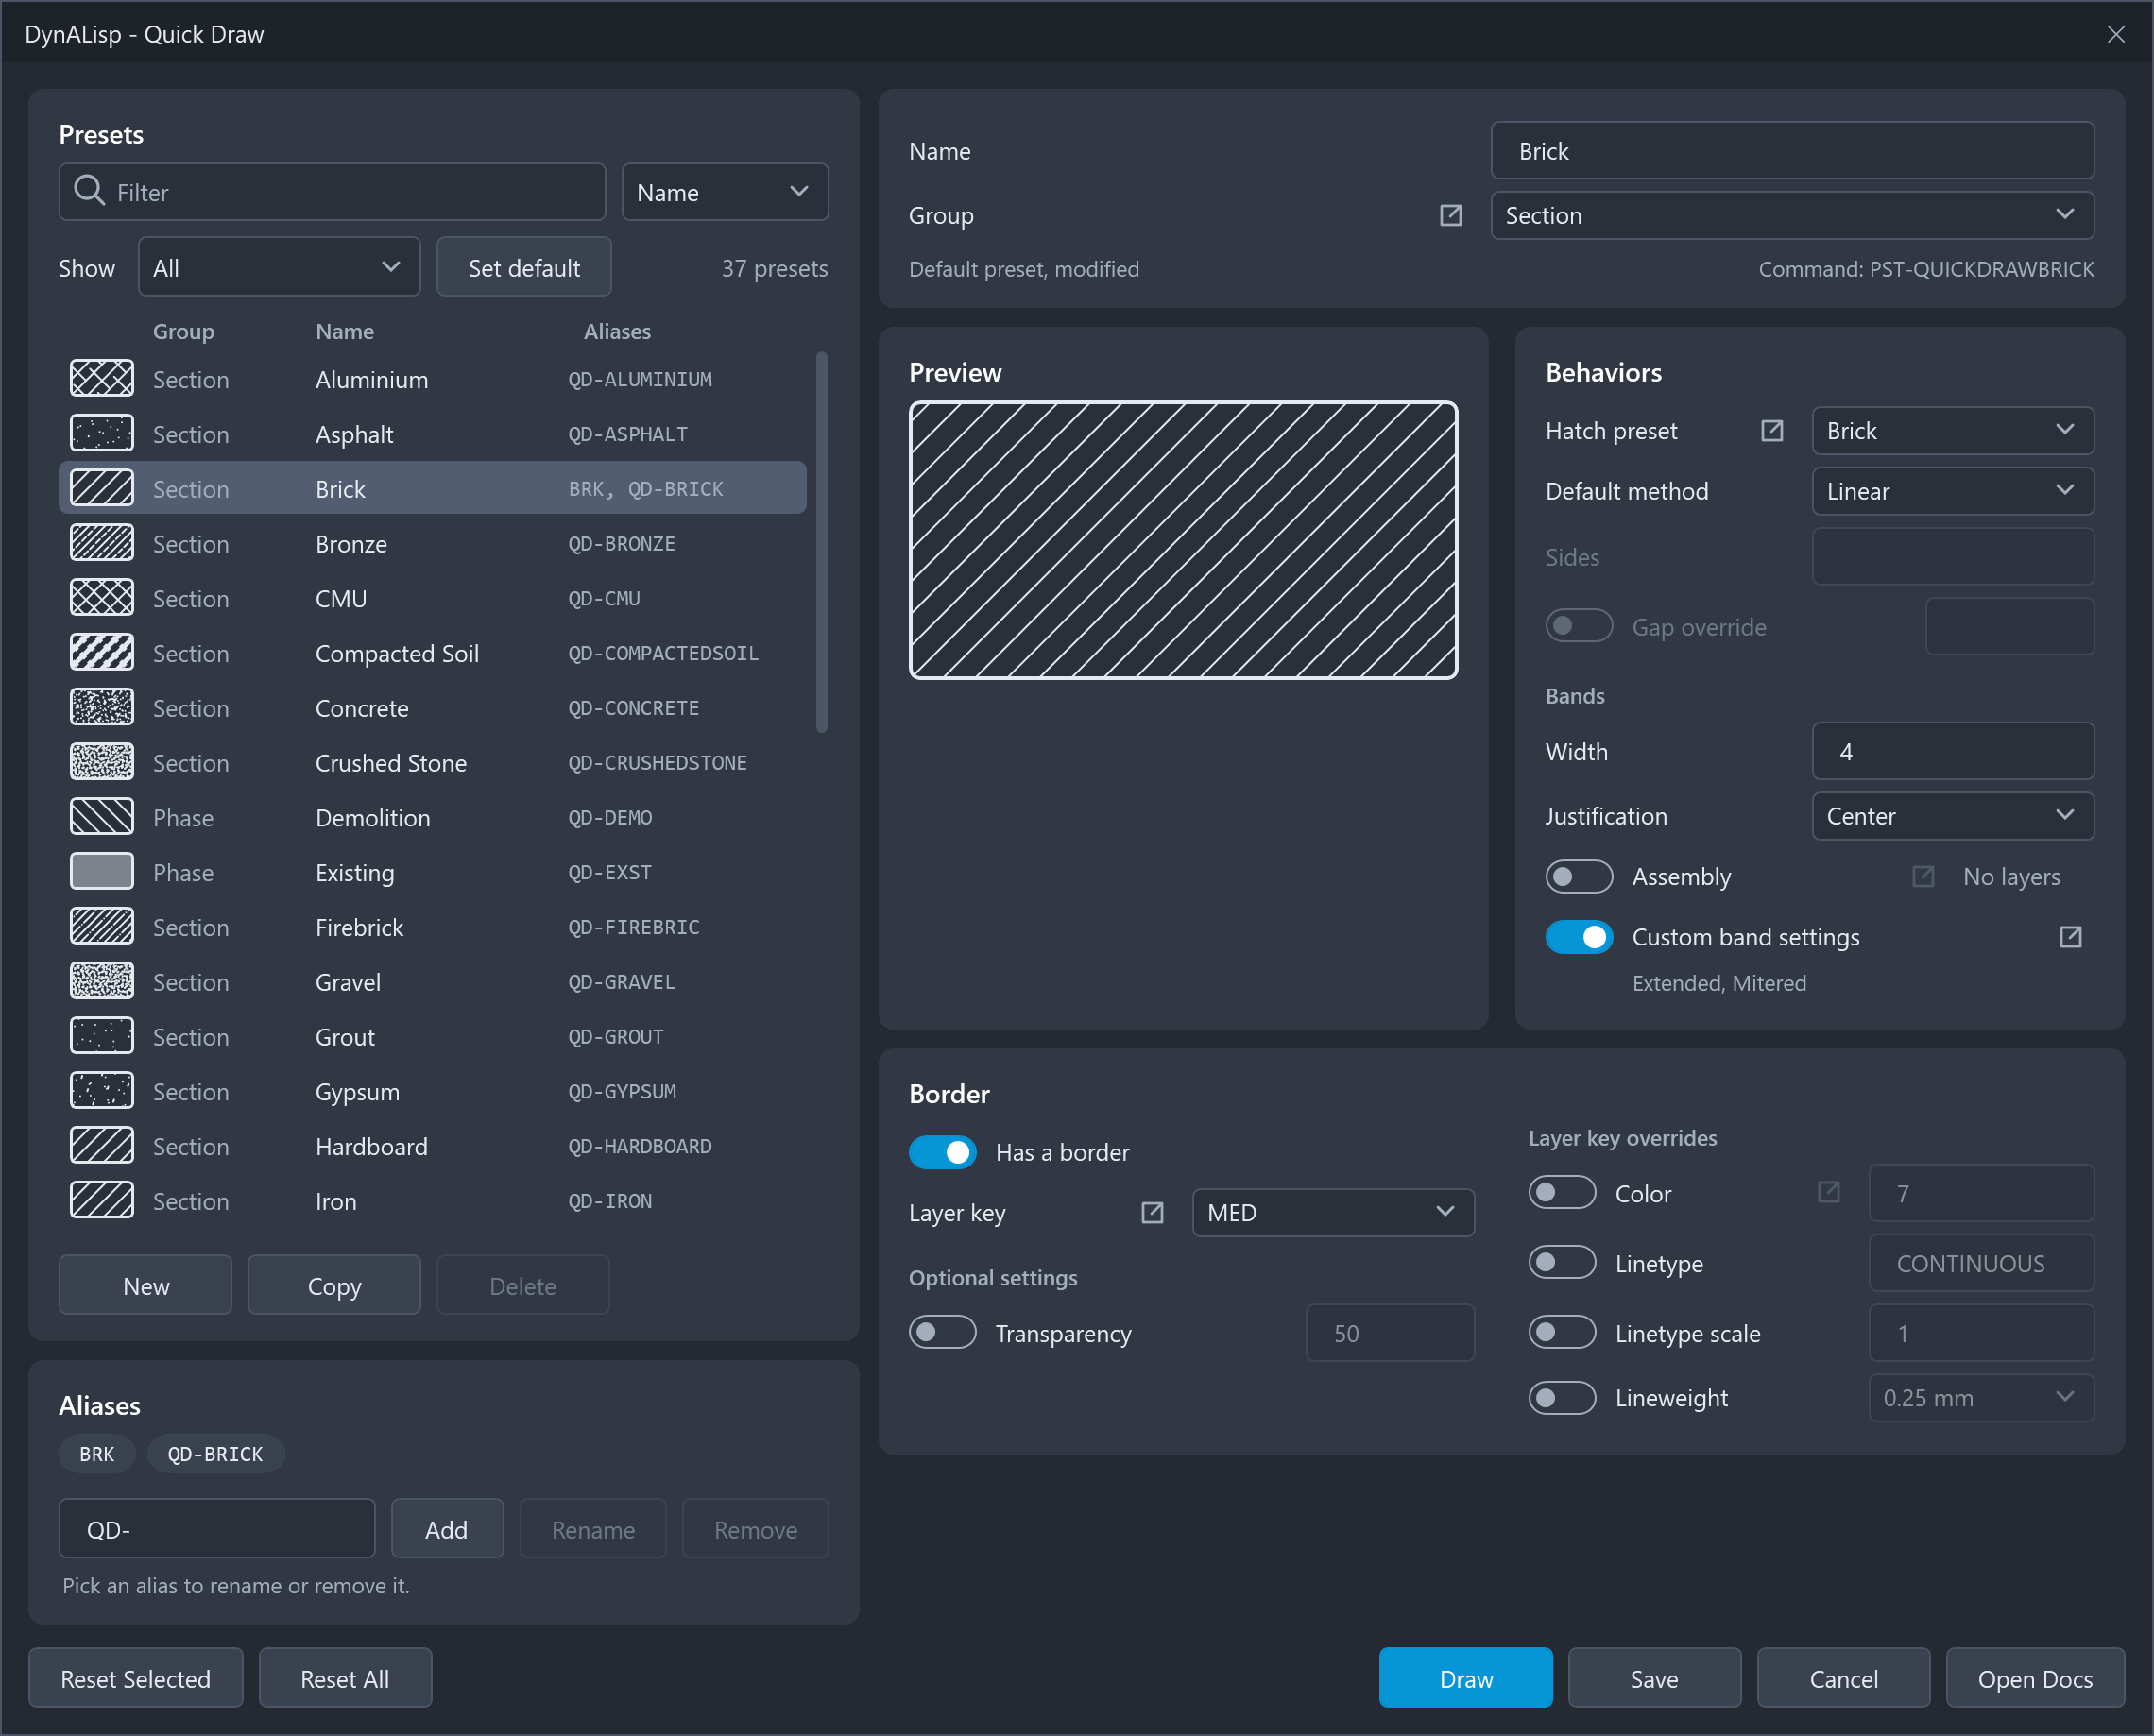 DynALisp - Quick Draw
Presets
Filter
Name
Show
All
Set default
37 presets
Group Name Aliases
Section Aluminium QD-ALUMINIUM
Section Asphalt QD-ASPHALT
Section Brick BRK, QD-BRICK
Section Bronze QD-BRONZE
Section CMU QD-CMU
Section Compacted Soil QD-COMPACTEDSOIL
Section Concrete QD-CONCRETE
Section Crushed Stone QD-CRUSHEDSTONE
Phase Demolition QD-DEMO
Phase Existing QD-EXST
Section Firebrick QD-FIREBRIC
Section Gravel QD-GRAVEL
Section Grout QD-GROUT
Section Gypsum QD-GYPSUM
Section Hardboard QD-HARDBOARD
Section Iron QD-IRON
New
Copy
Delete
Aliases
BRK
QD-BRICK
QD-
Add
Rename
Remove
Pick an alias to rename or remove it.
Reset Selected
Reset All
Name
Brick
Group
Section
Default preset, modified
Command: PST-QUICKDRAWBRICK
Preview
Behaviors
Hatch preset
Brick
Default method
Linear
Sides
Gap override
Bands
Width
4
Justification
Center
Assembly
No layers
Custom band settings
Extended, Mitered
Border
Has a border
Layer key
MED
Optional settings
Transparency
50
Layer key overrides
Color
7
Linetype
CONTINUOUS
Linetype scale
1
Lineweight
0.25 mm
Draw
Save
Cancel
Open Docs